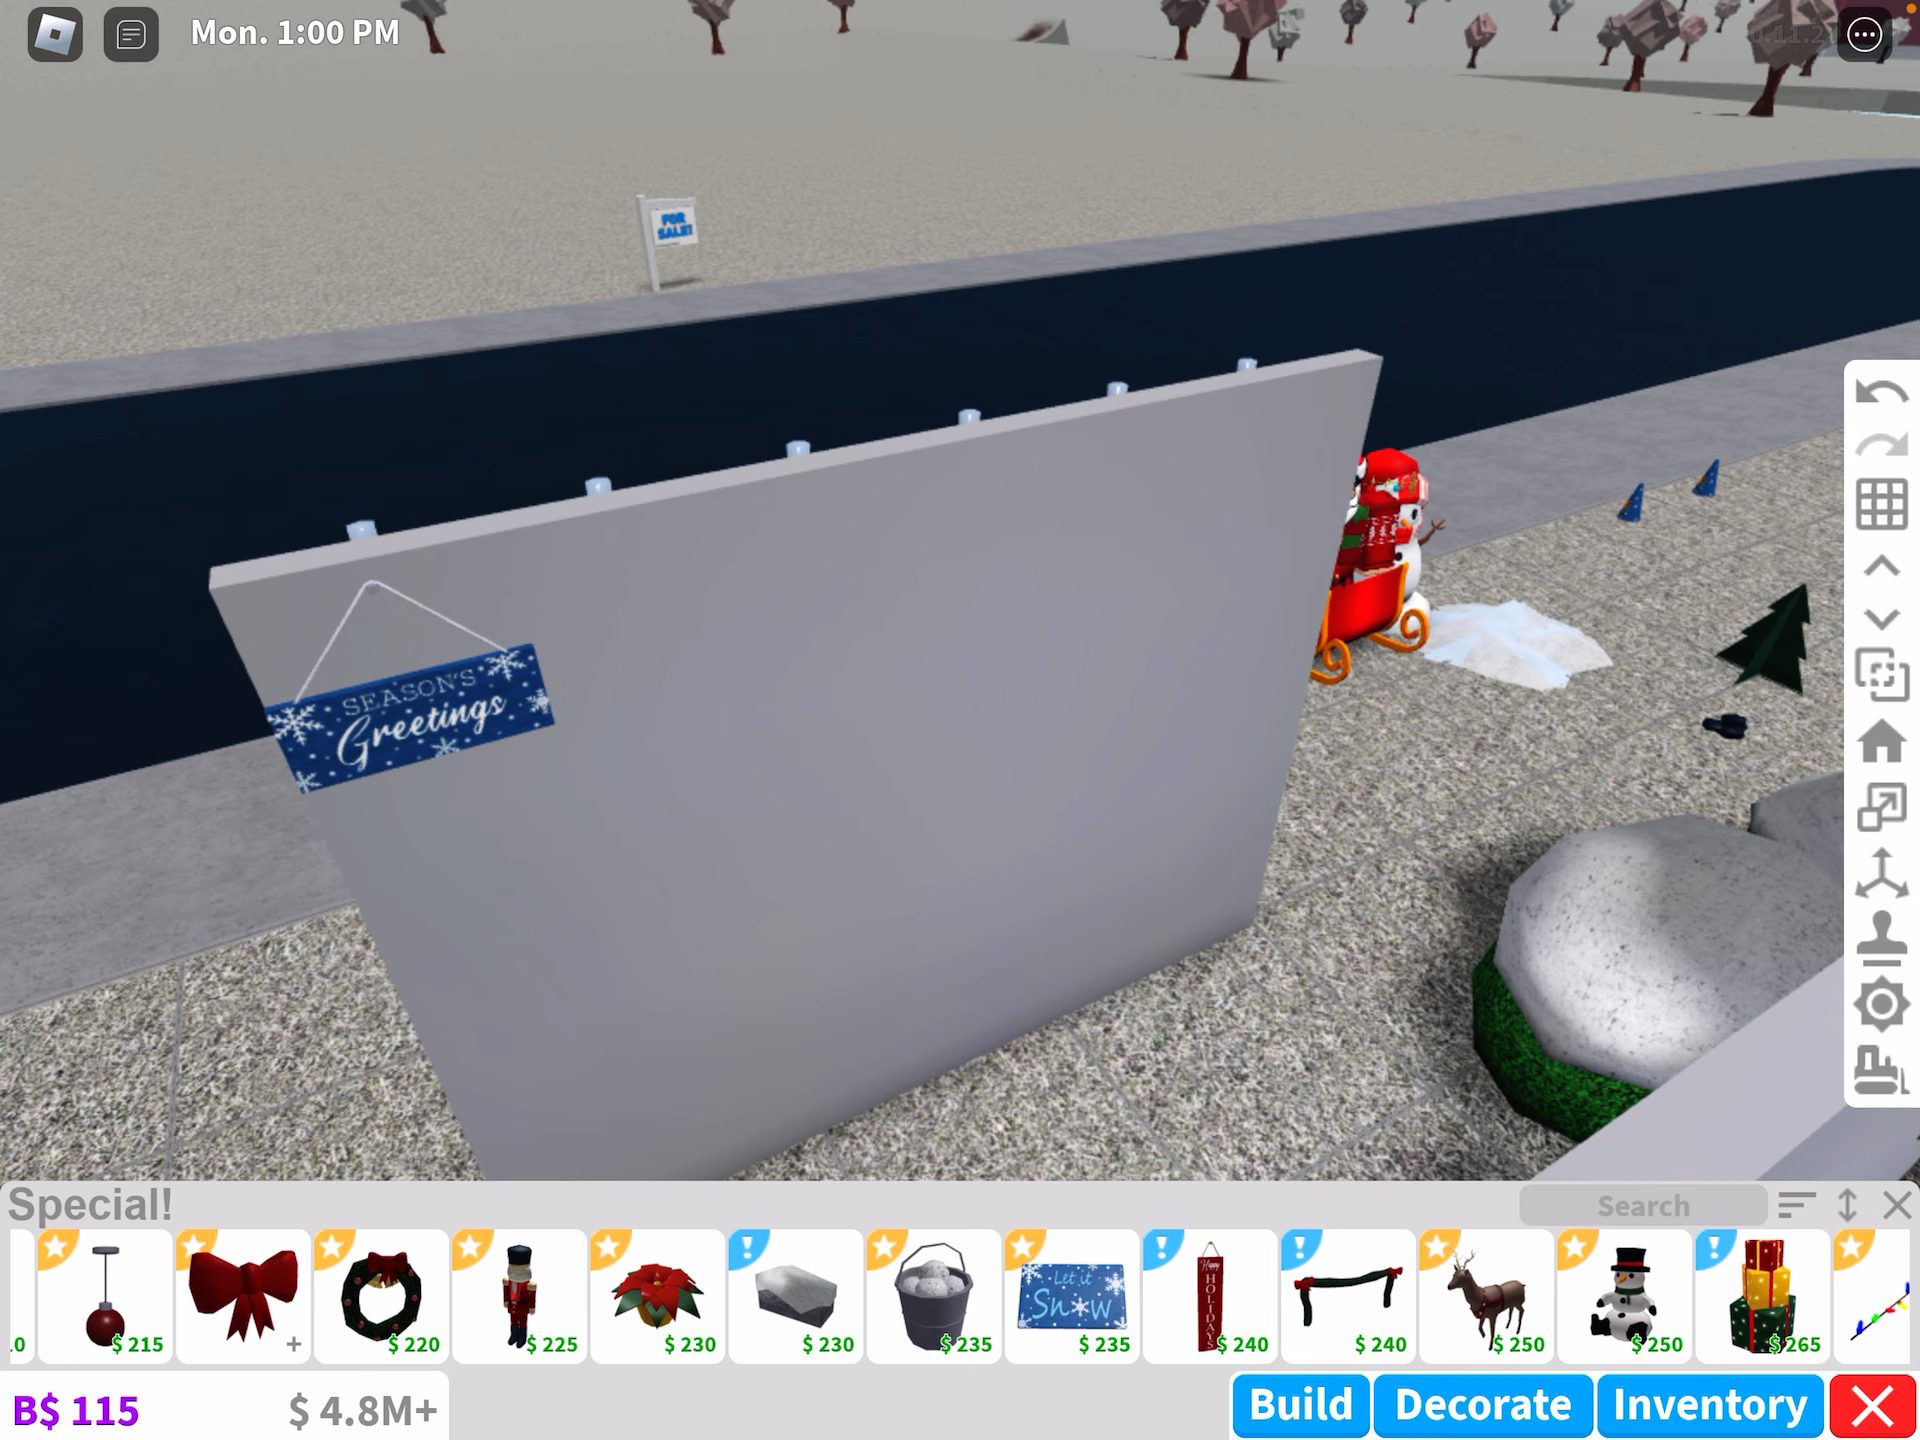 Mon. 1:00 PM
FOR
SALE!
SEASON'S
Greetings
Special!
Search
$215
+
$220
$225
$230
$230
$235
Let it
Snow
$235
Happy
HOLIDAYS
$240
$240
$250
$250
$265
B$ 115
$ 4.8M+
Build
Decorate
Inventory